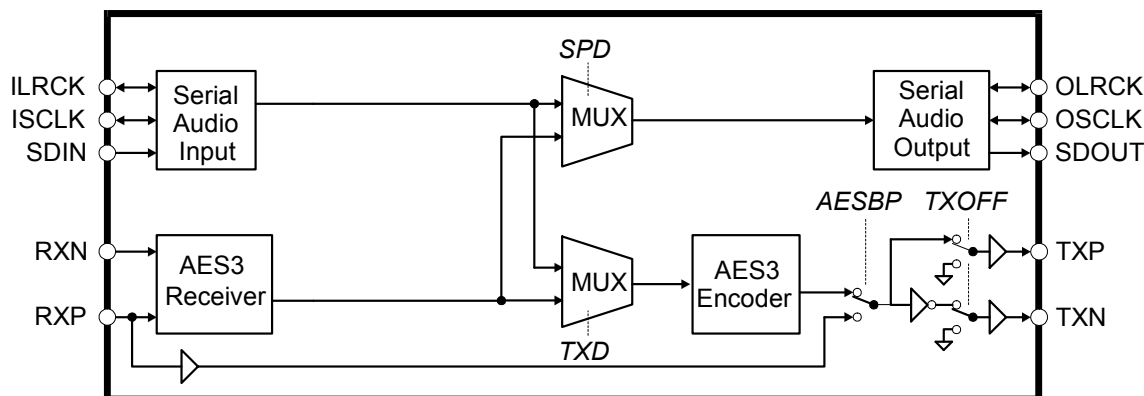 SPD
ILRCK
ISCLK
SDIN
Serial
Audio
Input
MUX
Serial
Audio
Output
OLRCK
OSCLK
SDOUT
AESBP
TXOFF
RXN
RXP
AES3
Receiver
MUX
AES3
Encoder
TXP
TXN
TXD